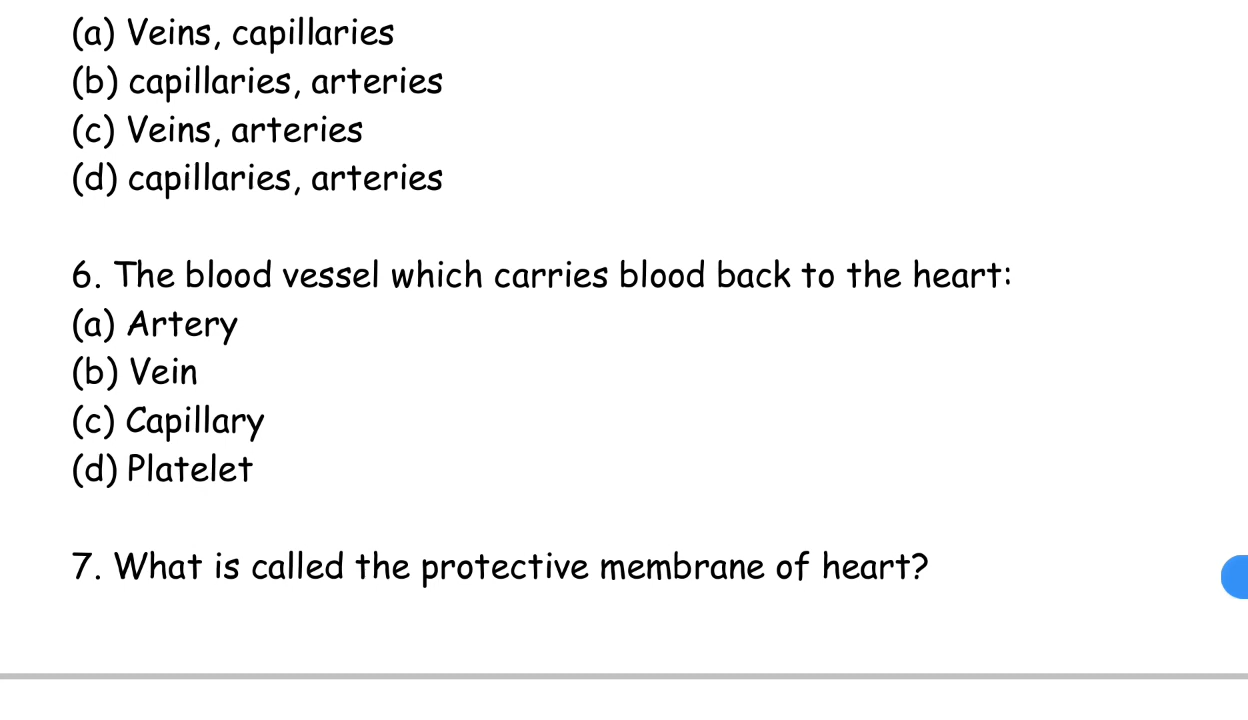 (a) Veins, capillaries
(b) capillaries, arteries
(c) Veins, arteries
(d) capillaries, arteries
6. The blood vessel which carries blood back to the heart:
(a) Artery
(b) Vein
(c) Capillary
(d) Platelet
7. What is called the protective membrane of heart?